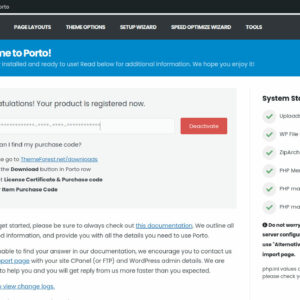 orto
PAGE LAYOUTS THEME OPTIONS SETUP WIZARD SPEED OPTIMIZE WIZARD TOOLS
me to Porto!
installed and ready to use! Read below for additional information. We hope you enjoy it!
atulations! Your product is registered now.
Deactivate
an I find my purchase code?
e go to ThemeForest.net/downloads
the Download button in Porto row
t License Certificate & Purchase code
Item Purchase Code
get started, please be sure to always check out this documentation. We outline all
d information, and provide you with all the details you need to use Porto.
nable to find your answer in our documentation, we encourage you to contact us
port page with your site CPanel (or FTP) and WordPress admin details. We are
to help you and you will get reply from us more faster than you expected.
o view change logs.
System St
Upload
WP File
ZipArch
PHP Me
PHP ma
PHP ma
Do not worry
server configur
use 'Alternativ
import page.
php.ini values